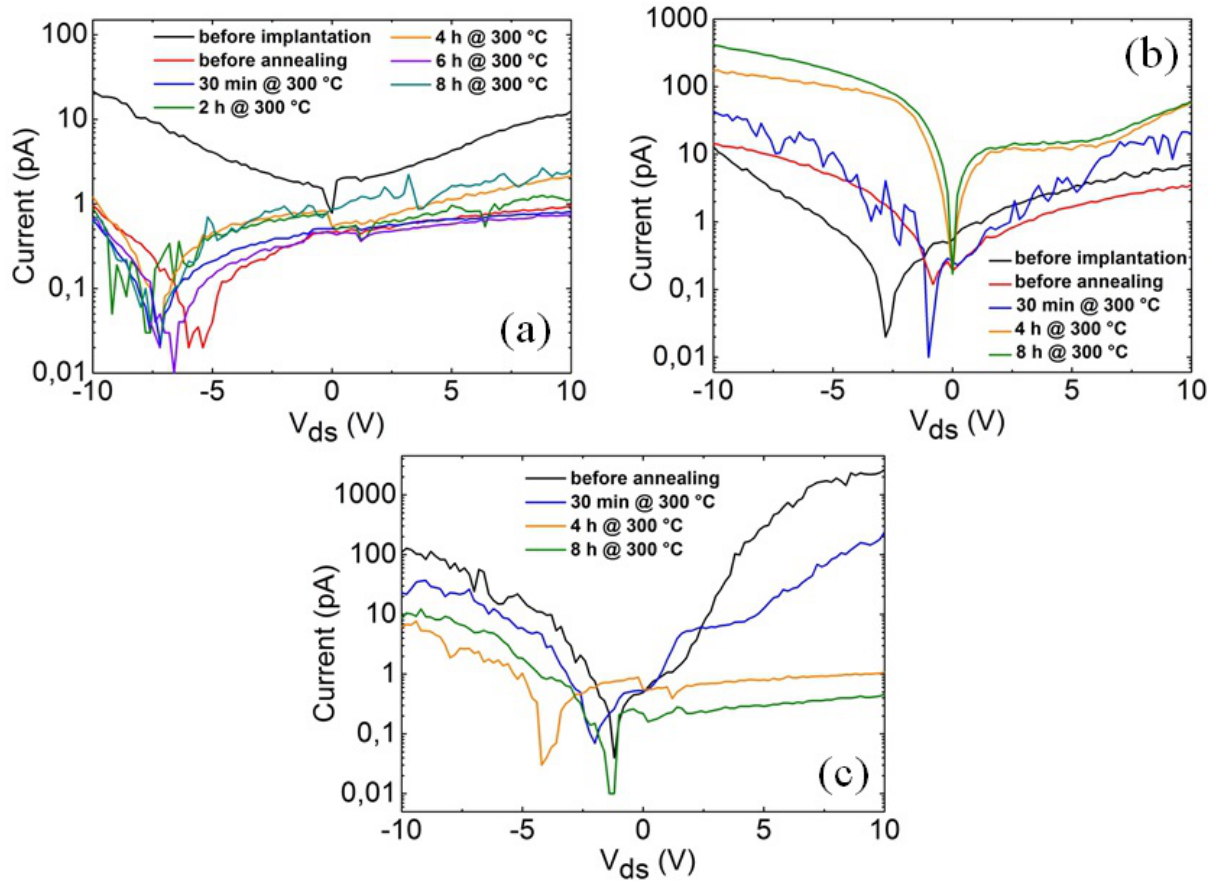 (a)
100
10
1
0,1
0,01
Current (pA)
before implantation
before annealing
30 min @ 300 °C
2 h @ 300 °C
4 h @ 300 °C
6 h @ 300 °C
8 h @ 300 °C
-10 -5 0 5 10
Vds (V)
(b)
1000
100
10
1
0,1
0,01
Current (pA)
before implantation
before annealing
30 min @ 300 °C
4 h @ 300 °C
8 h @ 300 °C
-10 -5 0 5 10
Vds (V)
(c)
1000
100
10
1
0,1
0,01
Current (pA)
before annealing
30 min @ 300 °C
4 h @ 300 °C
8 h @ 300 °C
-10 -5 0 5 10
Vds (V)